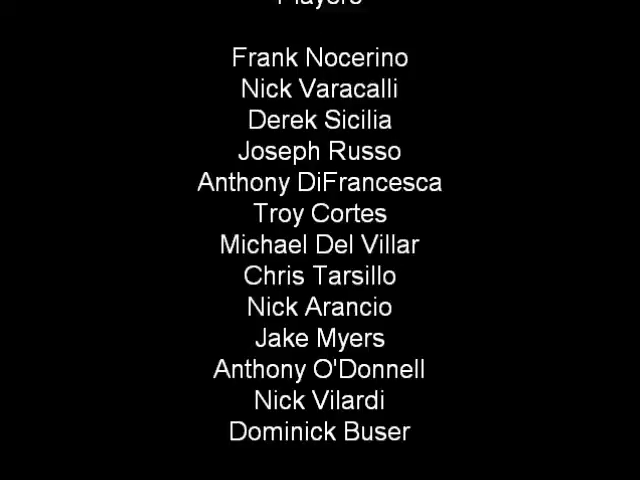 Players
Frank Nocerino
Nick Varacalli
Derek Sicilia
Joseph Russo
Anthony DiFrancesca
Troy Cortes
Michael Del Villar
Chris Tarsillo
Nick Arancio
Jake Myers
Anthony O'Donnell
Nick Vilardi
Dominick Buser